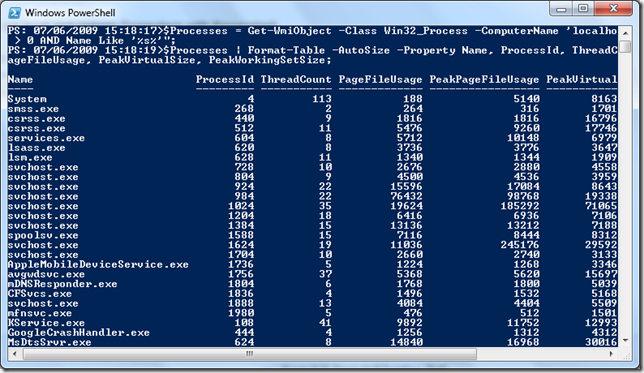 Windows PowerShell
PS: 07/06/2009 15:18:17>$Processes = Get-WmiObject -Class Win32_Process -ComputerName 'localho
> 0 AND Name Like '%s%'";
PS: 07/06/2009 15:18:19>$Processes | Format-Table -AutoSize -Property Name, ProcessId, ThreadC
ageFileUsage, PeakVirtualSize, PeakWorkingSetSize;
Name ProcessId ThreadCount PageFileUsage PeakPageFileUsage PeakVirtual
---- --------- ----------- ------------- ----------------- -----------
System 4 113 188 5140 8163
smss.exe 268 2 264 316 1701
csrss.exe 440 9 1816 1816 16796
csrss.exe 512 11 5476 9260 17746
services.exe 604 8 5712 10148 6979
lsass.exe 620 8 3736 3776 3647
lsm.exe 628 11 1340 1344 1909
svchost.exe 728 10 2676 2880 4558
svchost.exe 804 9 4500 4536 3959
svchost.exe 924 22 15596 17084 8643
svchost.exe 984 22 76432 98768 19338
svchost.exe 1024 35 19624 185292 71065
svchost.exe 1204 18 6416 6936 7106
svchost.exe 1384 15 13136 13212 7188
spoolsv.exe 1588 15 7116 8444 8312
svchost.exe 1624 19 11036 245176 29592
svchost.exe 1704 10 2660 2740 3133
AppleMobileDeviceService.exe 1736 5 1224 1268 3346
avgwdsvc.exe 1756 37 5368 5620 15697
mDNSResponder.exe 1804 6 1768 1800 5039
CFSvcs.exe 1836 4 1496 1532 5168
svchost.exe 1888 13 4084 4404 5509
mfnsvc.exe 1980 5 476 512 1501
KService.exe 108 41 9892 11752 12993
GoogleCrashHandler.exe 444 4 1256 1312 4312
MsDtsSrvr.exe 624 8 14840 16968 30016